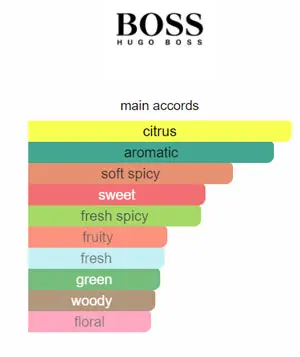 BOSS
HUGO BOSS
main accords
citrus
aromatic
soft spicy
sweet
fresh spicy
fruity
fresh
green
woody
floral